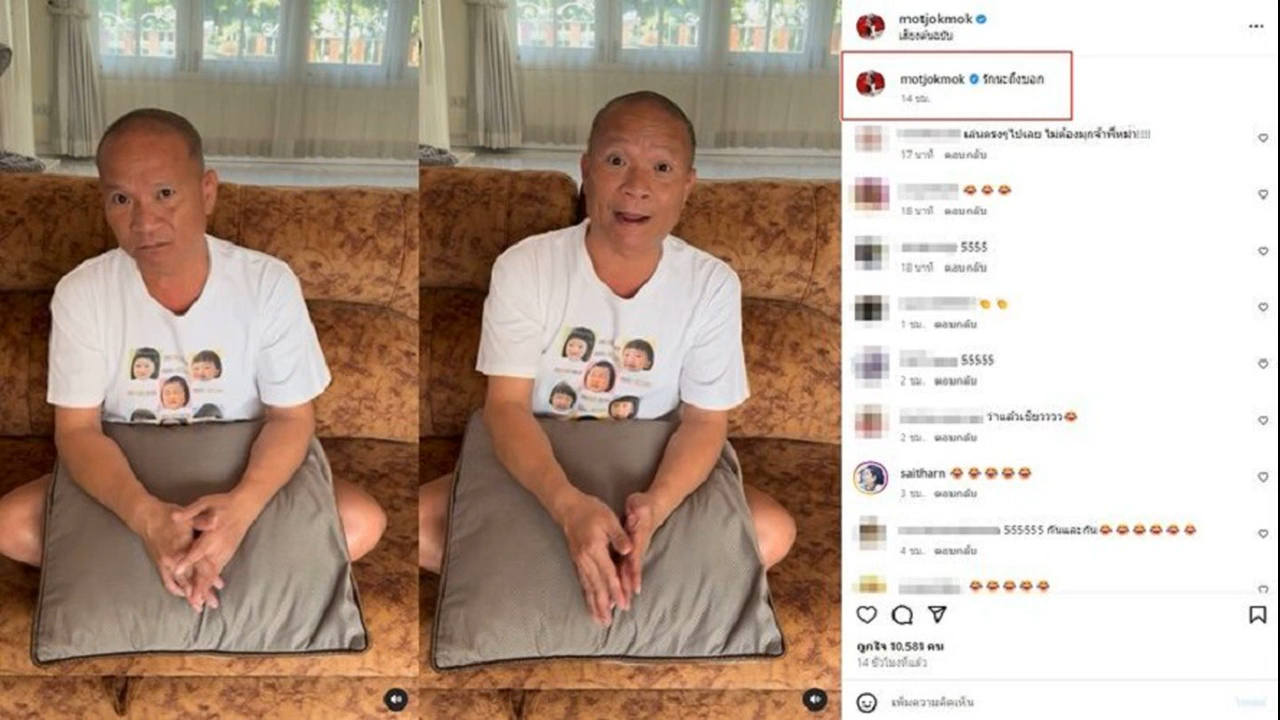 motjokmok
เสียงต้นฉบับ
motjokmok รักนะถึงบอก
14 ชม.
เล่นตรงๆไปเลย ไม่ต้องมุกจ้ำพี่หม่ำ!!!!
17 นาที ตอบกลับ
18 นาที ตอบกลับ
5555
18 นาที ตอบกลับ
1 ชม. ตอบกลับ
55555
2 ชม. ตอบกลับ
ว่าแล้วเชียวววว
2 ชม. ตอบกลับ
saitharn
3 ชม. ตอบกลับ
555555 กันและกัน
4 ชม. ตอบกลับ
ถูกใจ 10,581 คน
14 ชั่วโมงที่แล้ว
เพิ่มความคิดเห็น